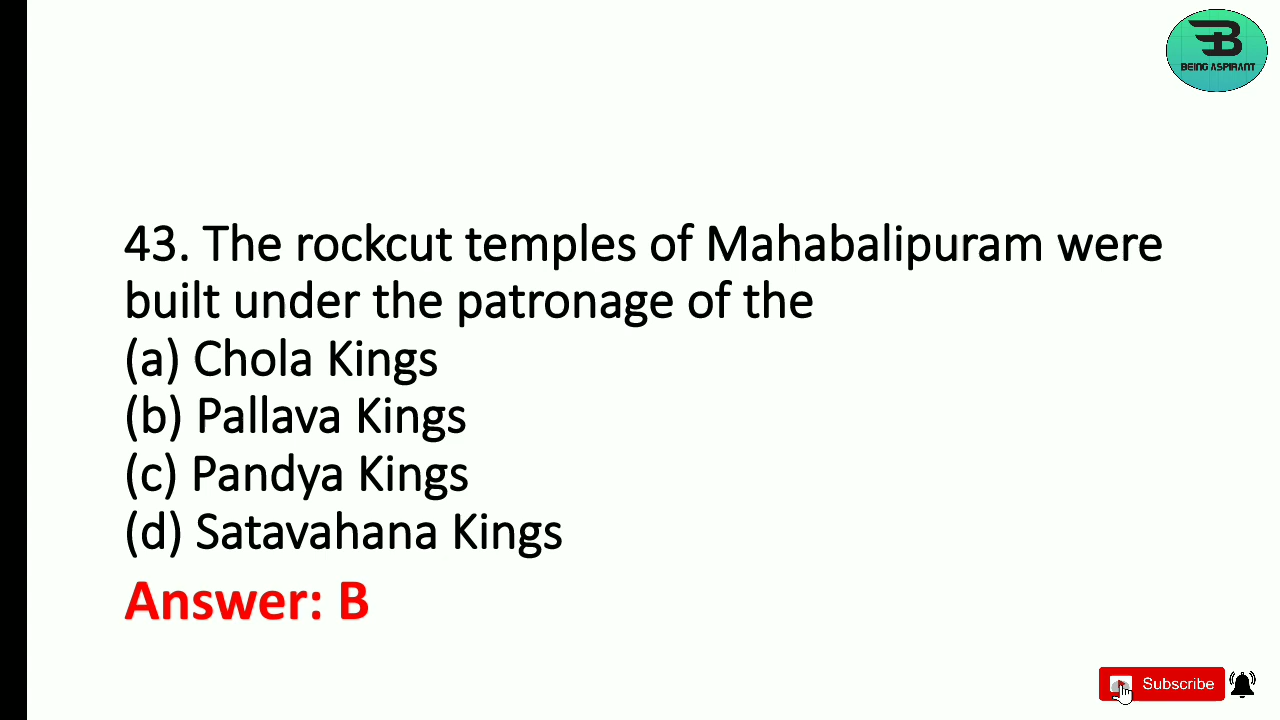 BEING ASPIRANT
43. The rockcut temples of Mahabalipuram were
built under the patronage of the
(a) Chola Kings
(b) Pallava Kings
(c) Pandya Kings
(d) Satavahana Kings
Answer: B
Subscribe